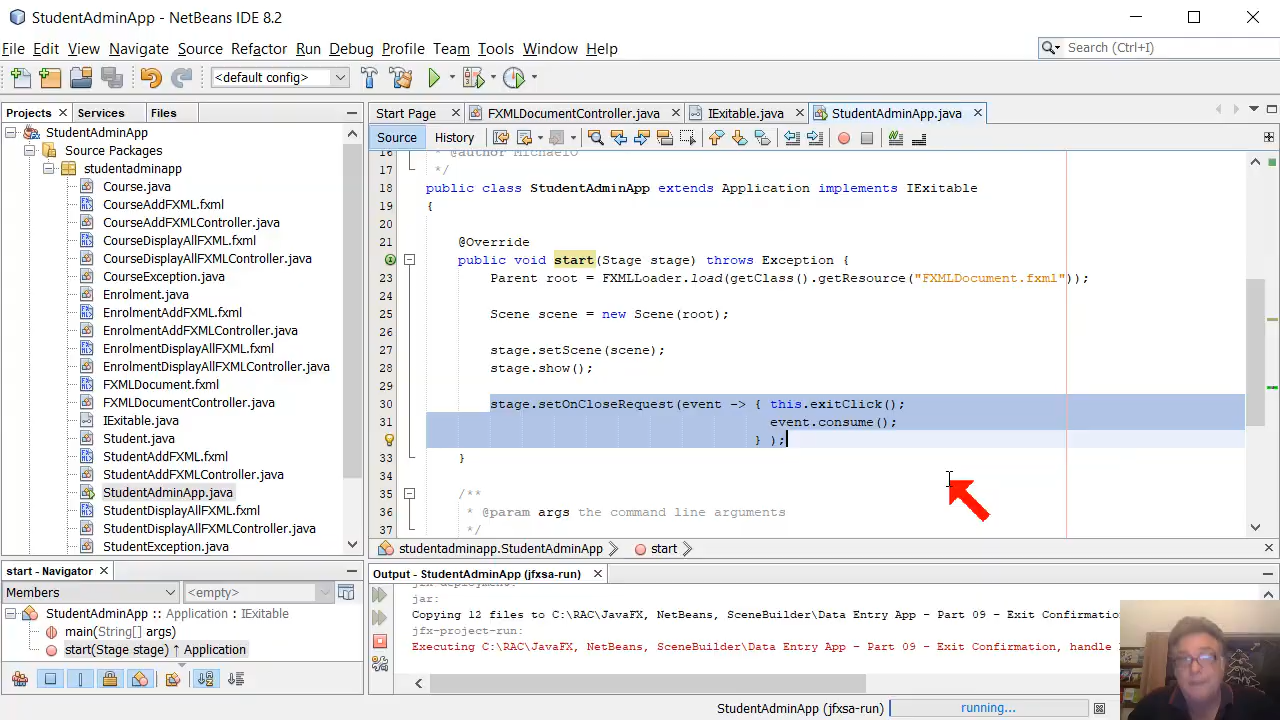 StudentAdminApp - NetBeans IDE 8.2
File Edit View Navigate Source Refactor Run Debug Profile Team Tools Window Help
Search (Ctrl+I)
<default config>
Projects Services Files
StudentAdminApp
Source Packages
studentadminapp
Course.java
CourseAddFXML.fxml
CourseAddFXMLController.java
CourseDisplayAllFXML.fxml
CourseDisplayAllFXMLController.java
CourseException.java
Enrolment.java
EnrolmentAddFXML.fxml
EnrolmentAddFXMLController.java
EnrolmentDisplayAllFXML.fxml
EnrolmentDisplayAllFXMLController.java
FXMLDocument.fxml
FXMLDocumentController.java
IExitable.java
Student.java
StudentAddFXML.fxml
StudentAddFXMLController.java
StudentAdminApp.java
StudentDisplayAllFXML.fxml
StudentDisplayAllFXMLController.java
StudentException.java
start - Navigator
Members <empty>
StudentAdminApp :: Application : IExitable
main(String[] args)
start(Stage stage) ↑ Application
Start Page FXMLDocumentController.java IExitable.java StudentAdminApp.java
Source History
16 * @author MichaelO
17 */
18 public class StudentAdminApp extends Application implements IExitable
19 {
20
21 @Override
public void start(Stage stage) throws Exception {
23 Parent root = FXMLLoader.load(getClass().getResource("FXMLDocument.fxml"));
24
25 Scene scene = new Scene(root);
26
27 stage.setScene(scene);
28 stage.show();
29
30 stage.setOnCloseRequest(event -> { this.exitClick();
31 event.consume();
} );
33 }
34
35 /**
36 * @param args the command line arguments
37 */
studentadminapp.StudentAdminApp start
Output - StudentAdminApp (jfxsa-run)
jfx-deployment:
jar:
Copying 12 files to C:\RAC\JavaFX, NetBeans, SceneBuilder\Data Entry App - Part 09 - Exit Confirmation,
jfx-project-run:
Executing C:\RAC\JavaFX, NetBeans, SceneBuilder\Data Entry App - Part 09 - Exit Confirmation, handle
StudentAdminApp (jfxsa-run) running...